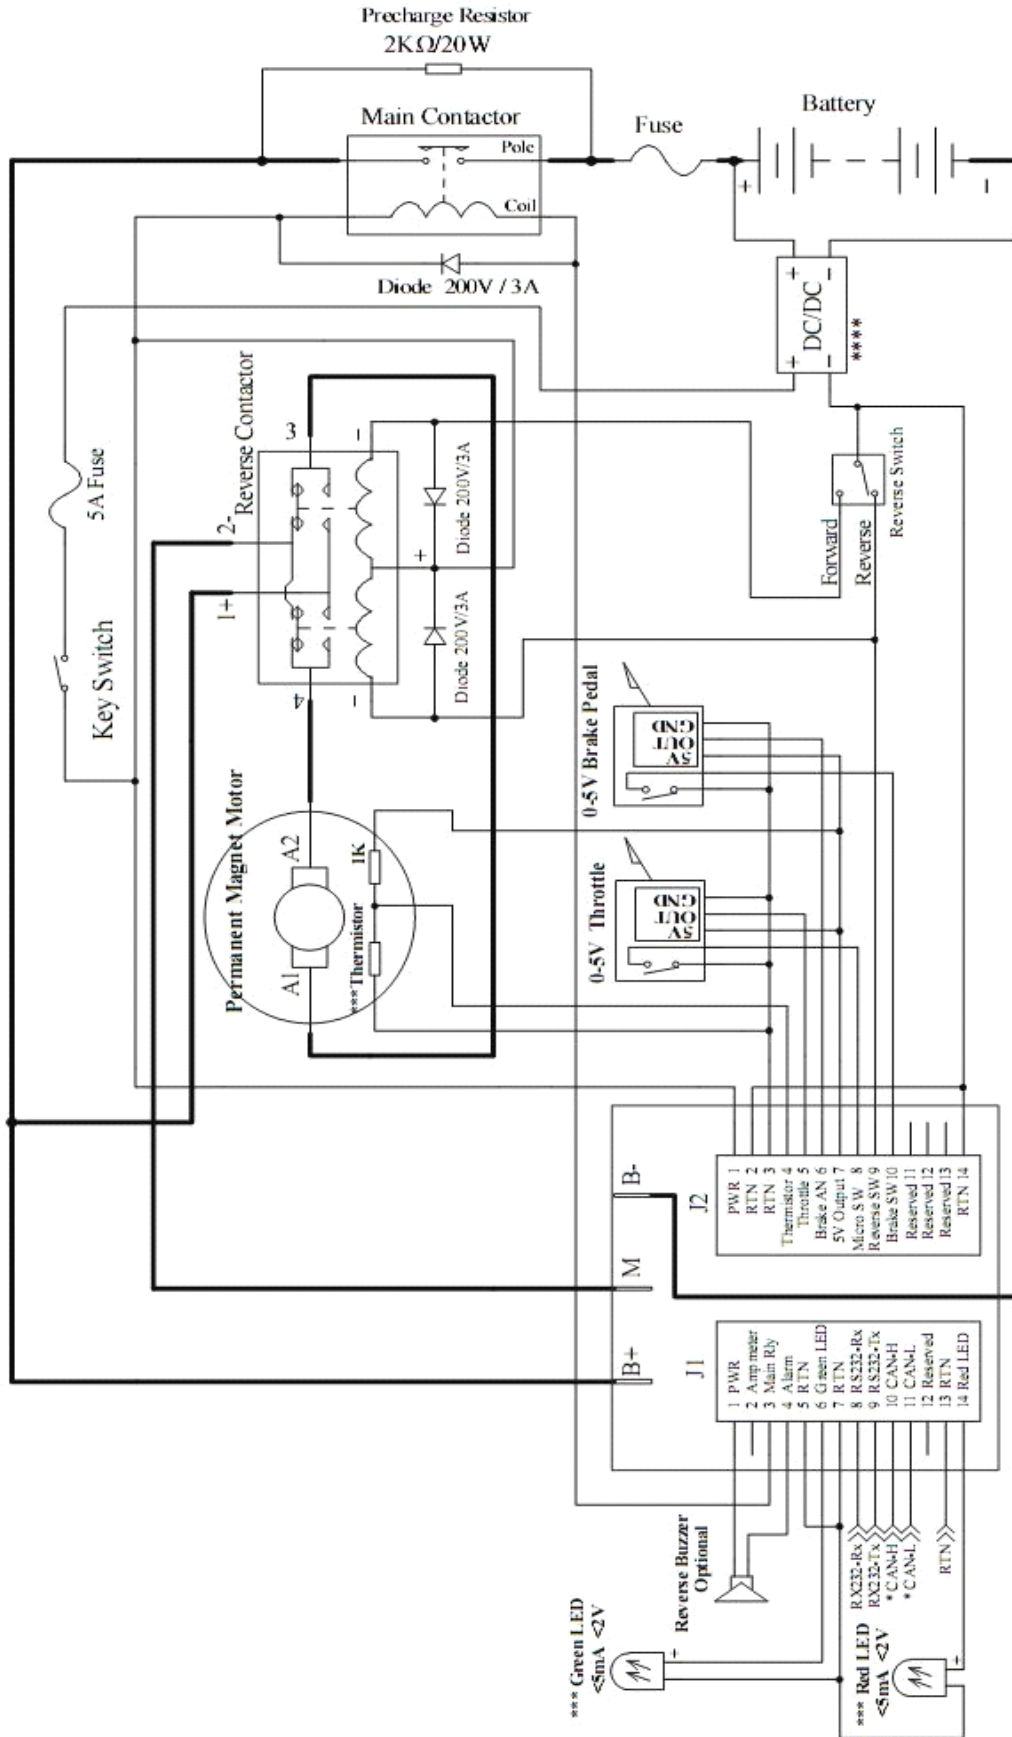 Precharge Resistor
2KΩ/20W
Main Contactor
Pole
Coil
Fuse
Battery
+
−
Diode 200V / 3A
DC/DC
+
−
+
−
****
5A Fuse
Key Switch
Reverse Contactor
3
2-
1+
4
−
+
−
Diode 200V/3A
Diode 200V/3A
Forward
Reverse
Reverse Switch
Permanent Magnet Motor
A2
A1
1K
***Thermistor
0-5V Brake Pedal
GND
OUT
5V
0-5V Throttle
GND
OUT
5V
B-
M
B+
J2
PWR 1
RTN 2
RTN 3
Thermistor 4
Throttle 5
Brake AN 6
5V Output 7
Micro SW 8
Reverse SW 9
Brake SW 10
Reserved 11
Reserved 12
Reserved 13
RTN 14
J1
1 PWR
2 Ampmeter
3 Main Rly
4 Alarm
5 RTN
6 Green LED
7 RTN
8 RS232-Rx
9 RS232-Tx
10 CAN-H
11 CAN-L
12 Reserved
13 RTN
14 Red LED
Reverse Buzzer
Optional
RX232-Rx
RX232-Tx
*CAN-H
*CAN-L
RTN
*** Green LED
<5mA <2V
+
*** Red LED
<5mA <2V
+